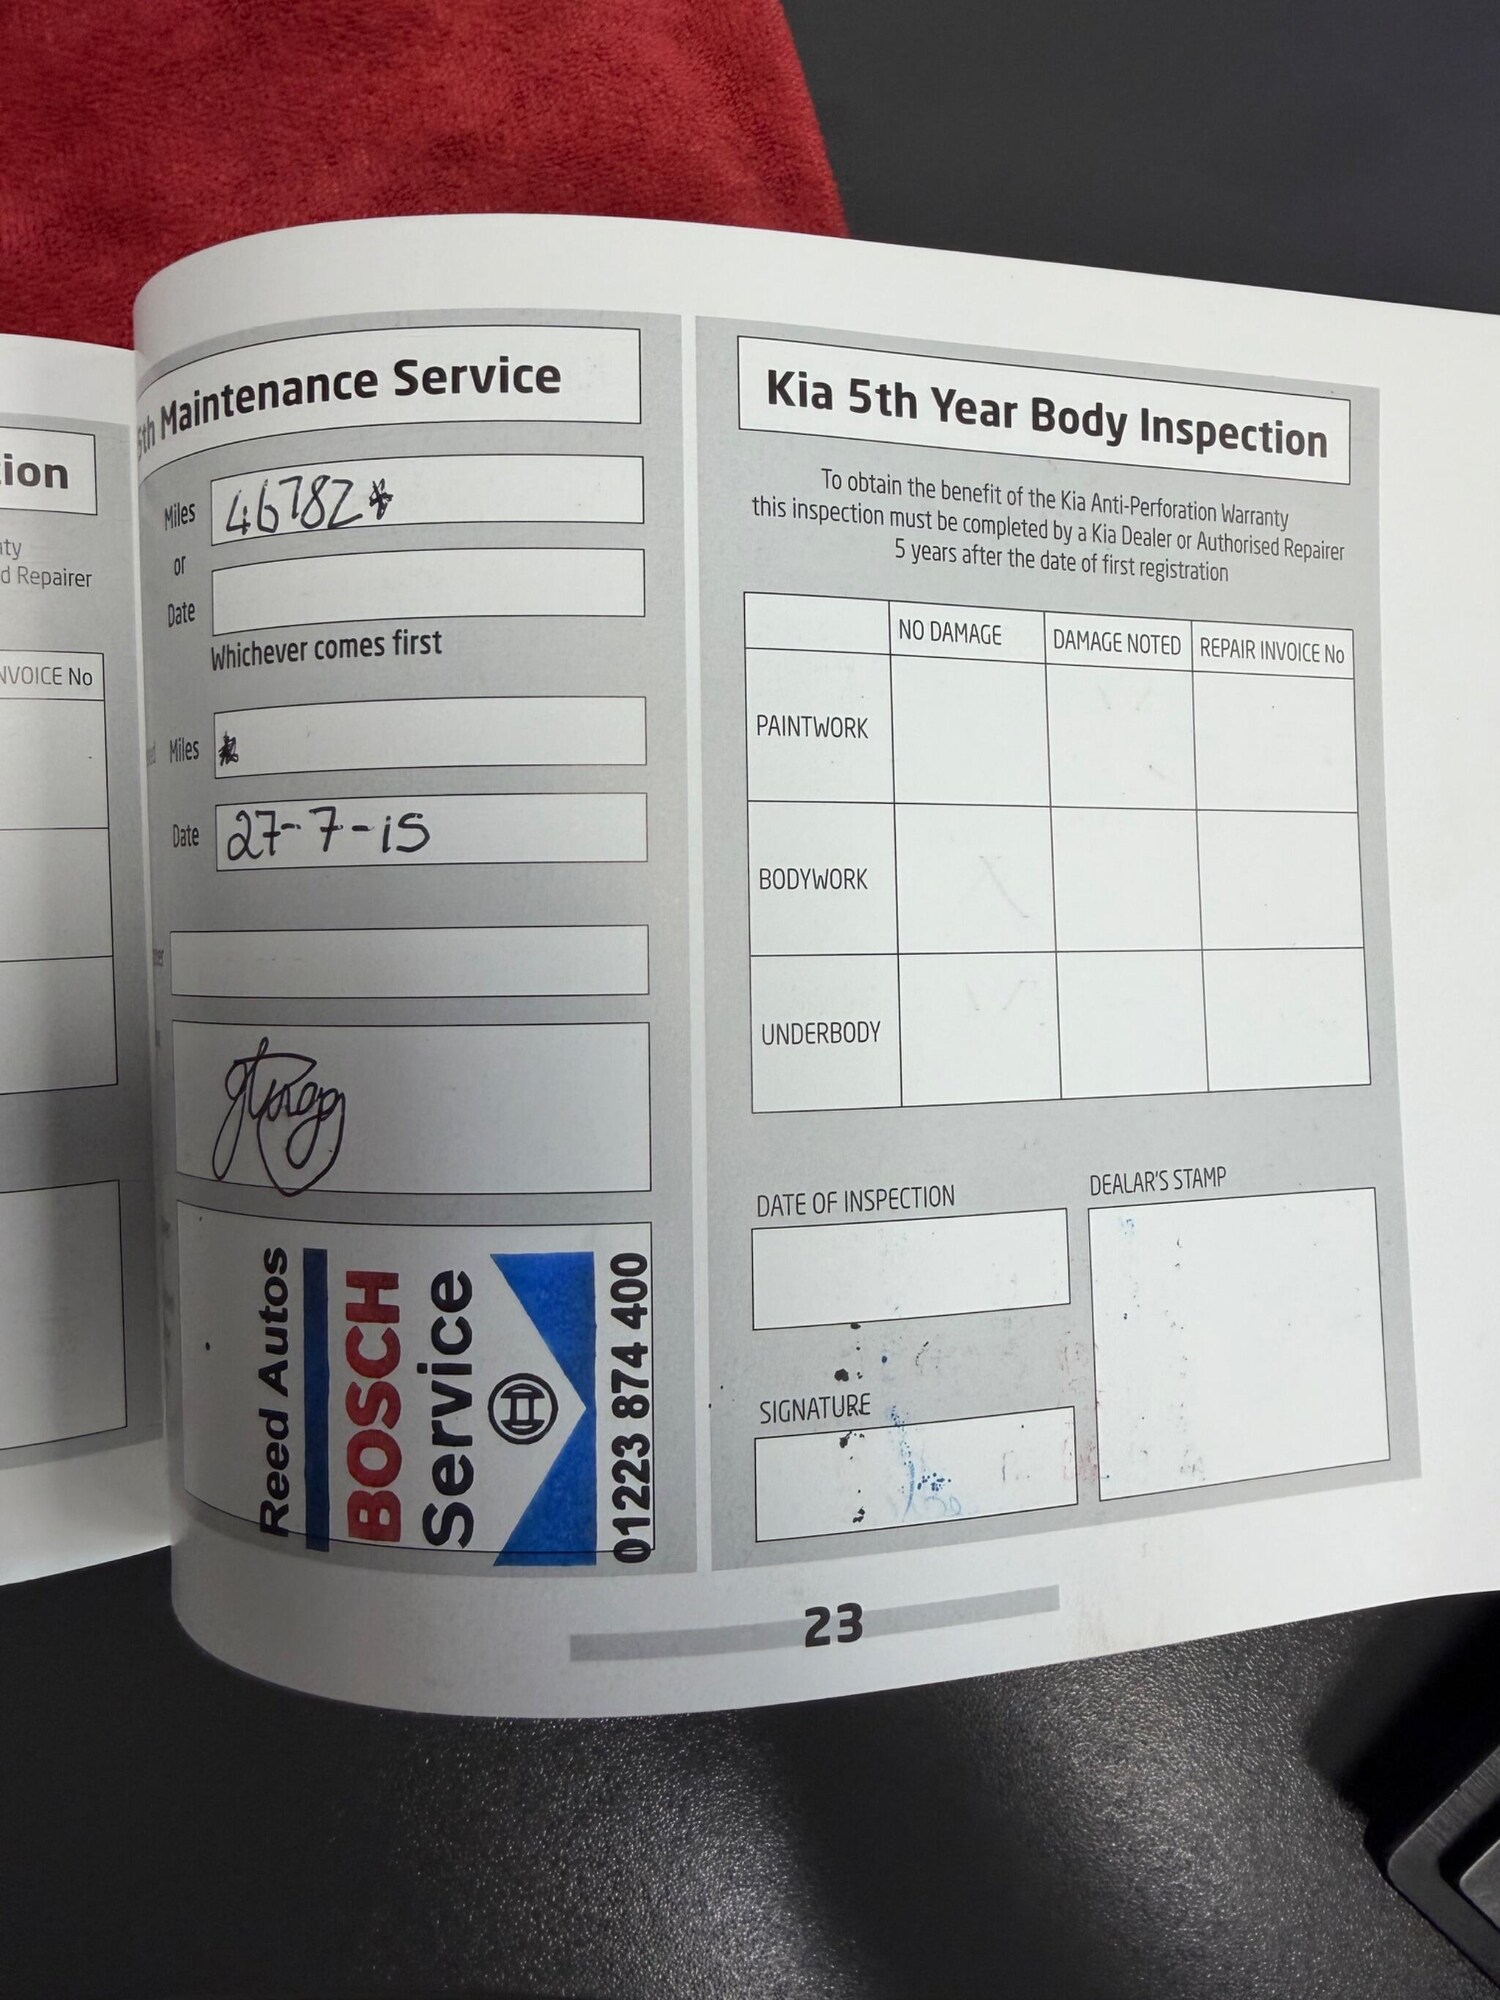 ion
ty
d Repairer
NVOICE No
5th Maintenance Service
Miles 46782*
or
Date
Whichever comes first
Miles
Date 27-7-15
Reed Autos
BOSCH
Service
01223 874 400
Kia 5th Year Body Inspection
To obtain the benefit of the Kia Anti-Perforation Warranty
this inspection must be completed by a Kia Dealer or Authorised Repairer
5 years after the date of first registration
NO DAMAGE DAMAGE NOTED REPAIR INVOICE No
PAINTWORK
BODYWORK
UNDERBODY
DATE OF INSPECTION
DEALAR'S STAMP
SIGNATURE
23